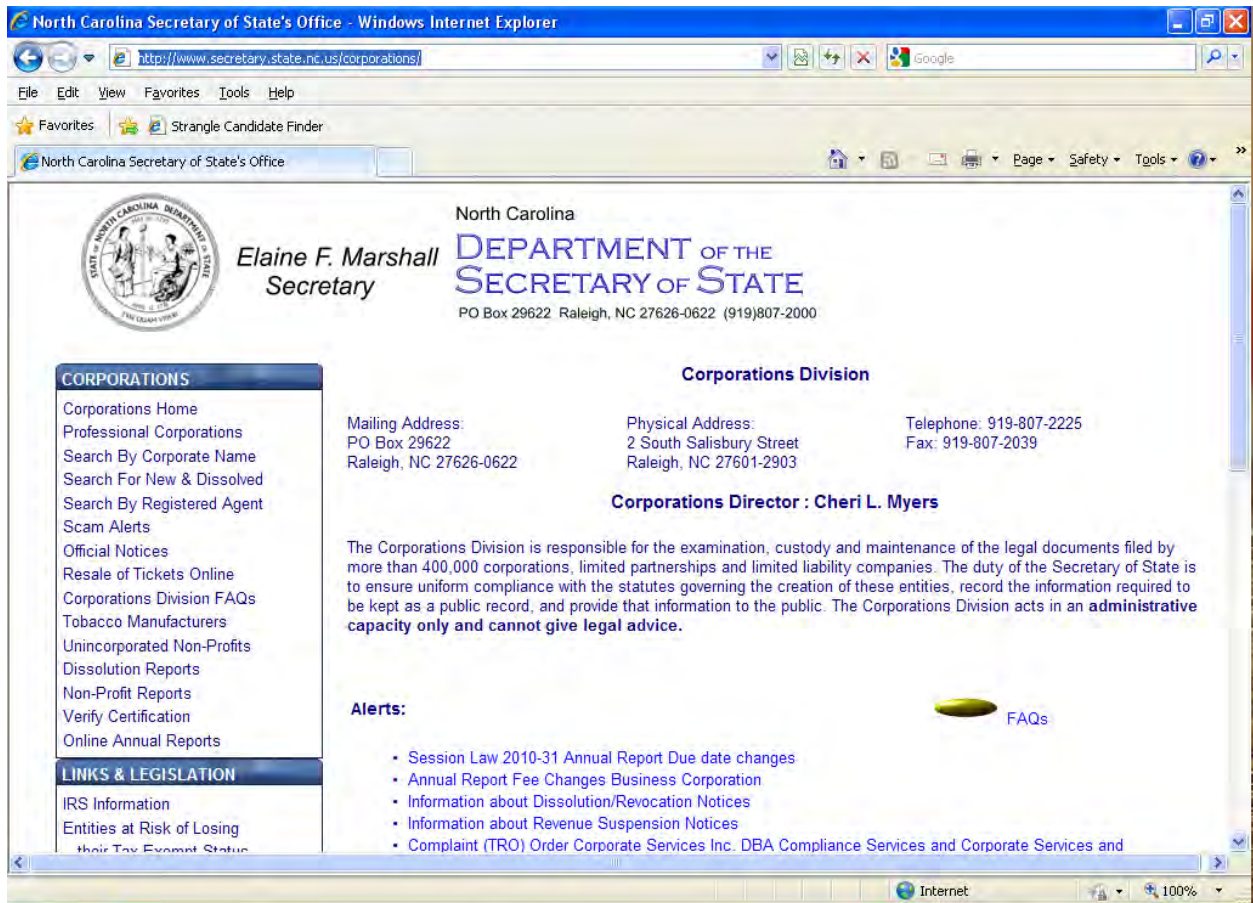 North Carolina Secretary of State's Office - Windows Internet Explorer
http://www.secretary.state.nc.us/corporations/
Google
File Edit View Favorites Tools Help
Favorites Strangle Candidate Finder
North Carolina Secretary of State's Office
Page Safety Tools »
North Carolina
Elaine F. Marshall
Secretary
DEPARTMENT OF THE
SECRETARY OF STATE
PO Box 29622 Raleigh, NC 27626-0622 (919)807-2000
CORPORATIONS
Corporations Home
Professional Corporations
Search By Corporate Name
Search For New & Dissolved
Search By Registered Agent
Scam Alerts
Official Notices
Resale of Tickets Online
Corporations Division FAQs
Tobacco Manufacturers
Unincorporated Non-Profits
Dissolution Reports
Non-Profit Reports
Verify Certification
Online Annual Reports
LINKS & LEGISLATION
IRS Information
Entities at Risk of Losing
their Tax Exempt Status
Corporations Division
Mailing Address:
PO Box 29622
Raleigh, NC 27626-0622
Physical Address:
2 South Salisbury Street
Raleigh, NC 27601-2903
Telephone: 919-807-2225
Fax: 919-807-2039
Corporations Director : Cheri L. Myers
The Corporations Division is responsible for the examination, custody and maintenance of the legal documents filed by
more than 400,000 corporations, limited partnerships and limited liability companies. The duty of the Secretary of State is
to ensure uniform compliance with the statutes governing the creation of these entities, record the information required to
be kept as a public record, and provide that information to the public. The Corporations Division acts in an administrative
capacity only and cannot give legal advice.
Alerts:
FAQs
• Session Law 2010-31 Annual Report Due date changes
• Annual Report Fee Changes Business Corporation
• Information about Dissolution/Revocation Notices
• Information about Revenue Suspension Notices
• Complaint (TRO) Order Corporate Services Inc. DBA Compliance Services and Corporate Services and
Internet
100%